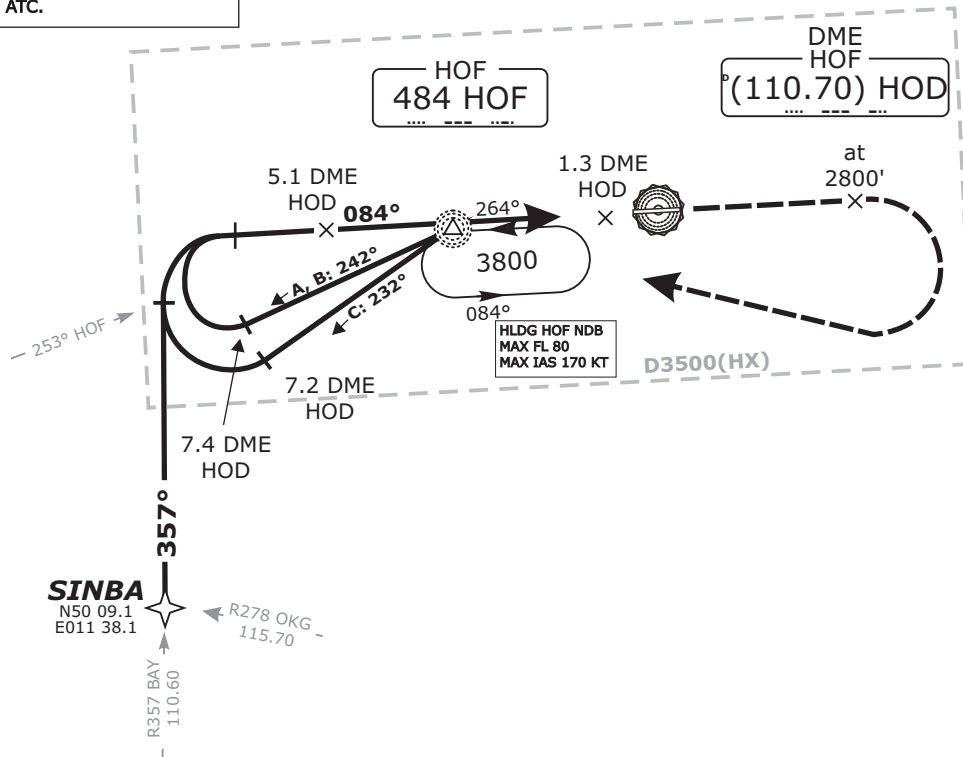 ATC.
HOF
484 HOF
DME
HOF
D(110.70) HOD
at
2800'
1.3 DME
HOD
5.1 DME
HOD
084°
264°
3800
084°
A, B: 242°
C: 232°
HLDG HOF NDB
MAX FL 80
MAX IAS 170 KT
D3500(HX)
253° HOF
7.2 DME
HOD
7.4 DME
HOD
357°
SINBA
N50 09.1
E011 38.1
R278 OKG
115.70
R357 BAY
110.60